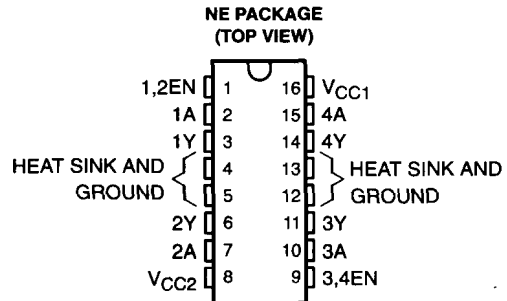 NE PACKAGE
(TOP VIEW)
1,2EN 1 16 VCC1
1A 2 15 4A
1Y 3 14 4Y
HEAT SINK AND 4 13 HEAT SINK AND
GROUND 5 12 GROUND
2Y 6 11 3Y
2A 7 10 3A
VCC2 8 9 3,4EN